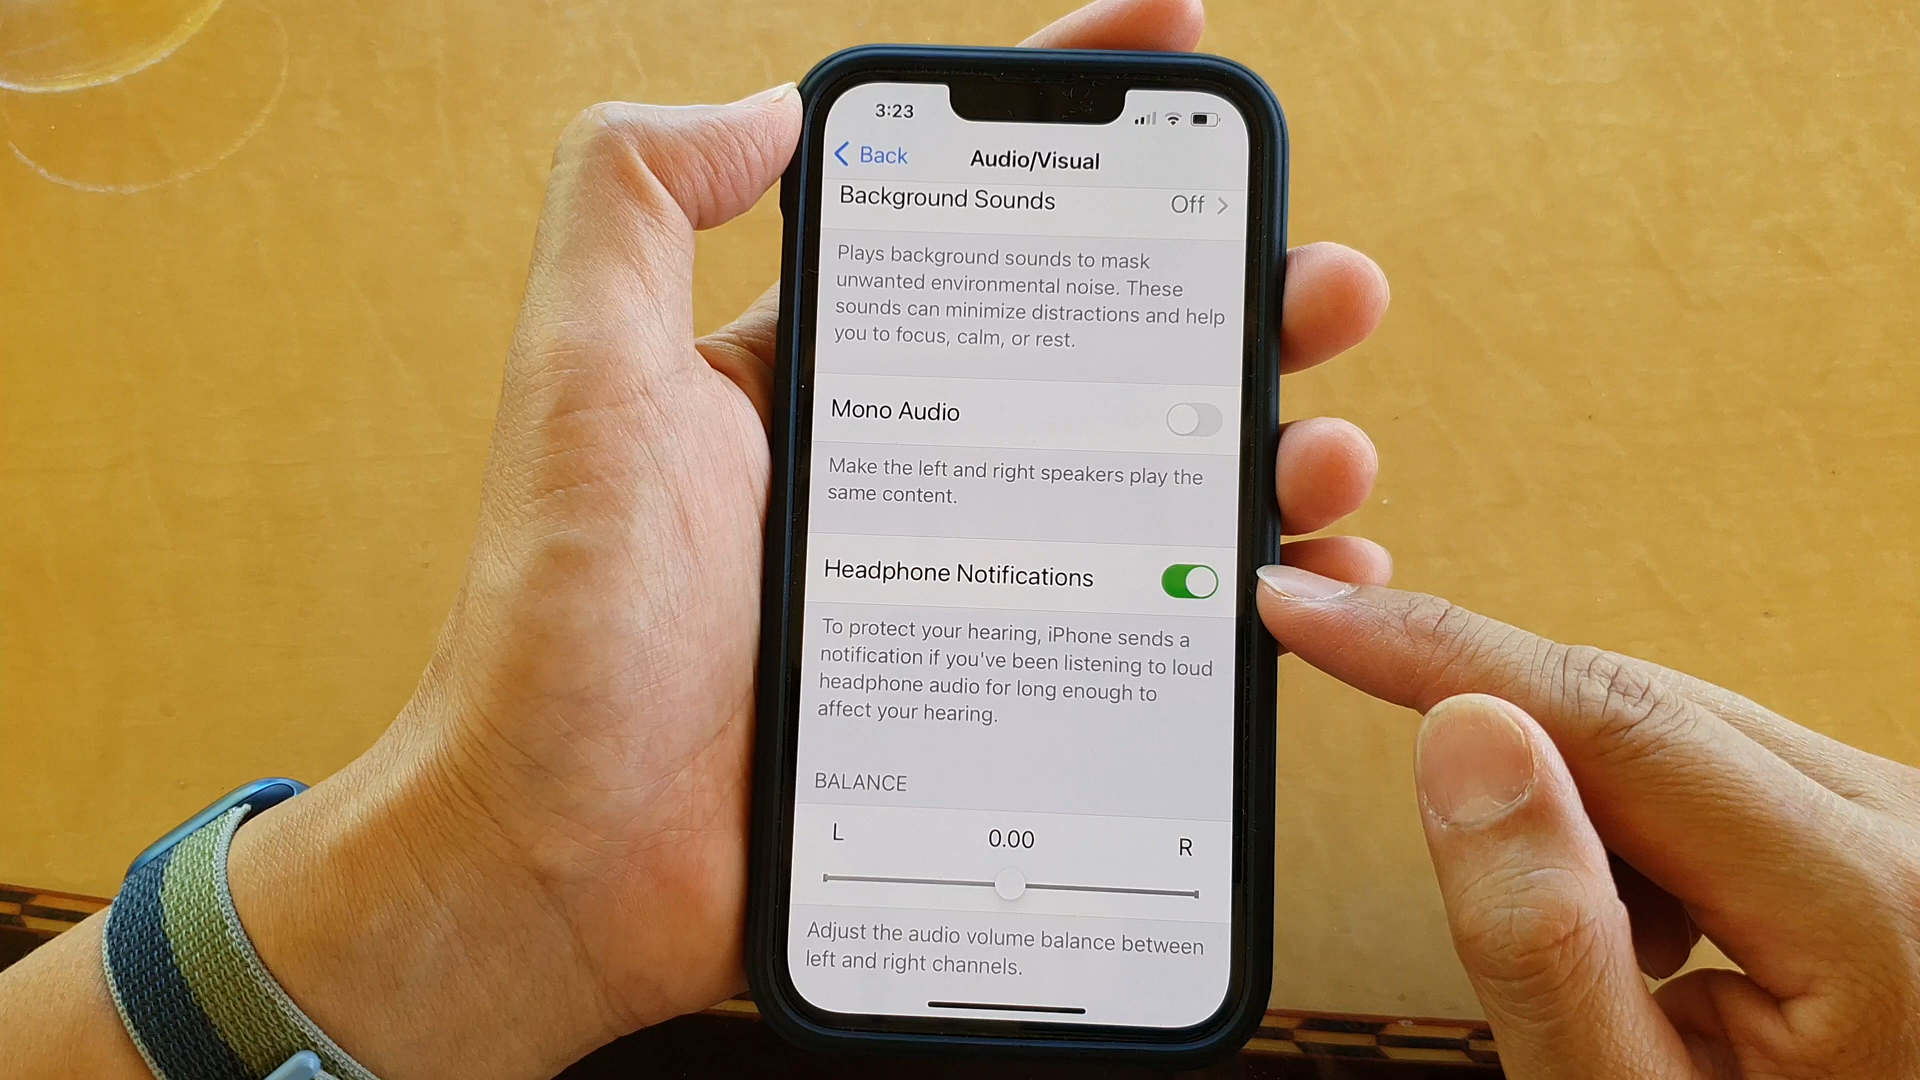 3:23
Back
Audio/Visual
Background Sounds
Off
Plays background sounds to mask
unwanted environmental noise. These
sounds can minimize distractions and help
you to focus, calm, or rest.
Mono Audio
Make the left and right speakers play the
same content.
Headphone Notifications
To protect your hearing, iPhone sends a
notification if you've been listening to loud
headphone audio for long enough to
affect your hearing.
BALANCE
L
0.00
R
Adjust the audio volume balance between
left and right channels.